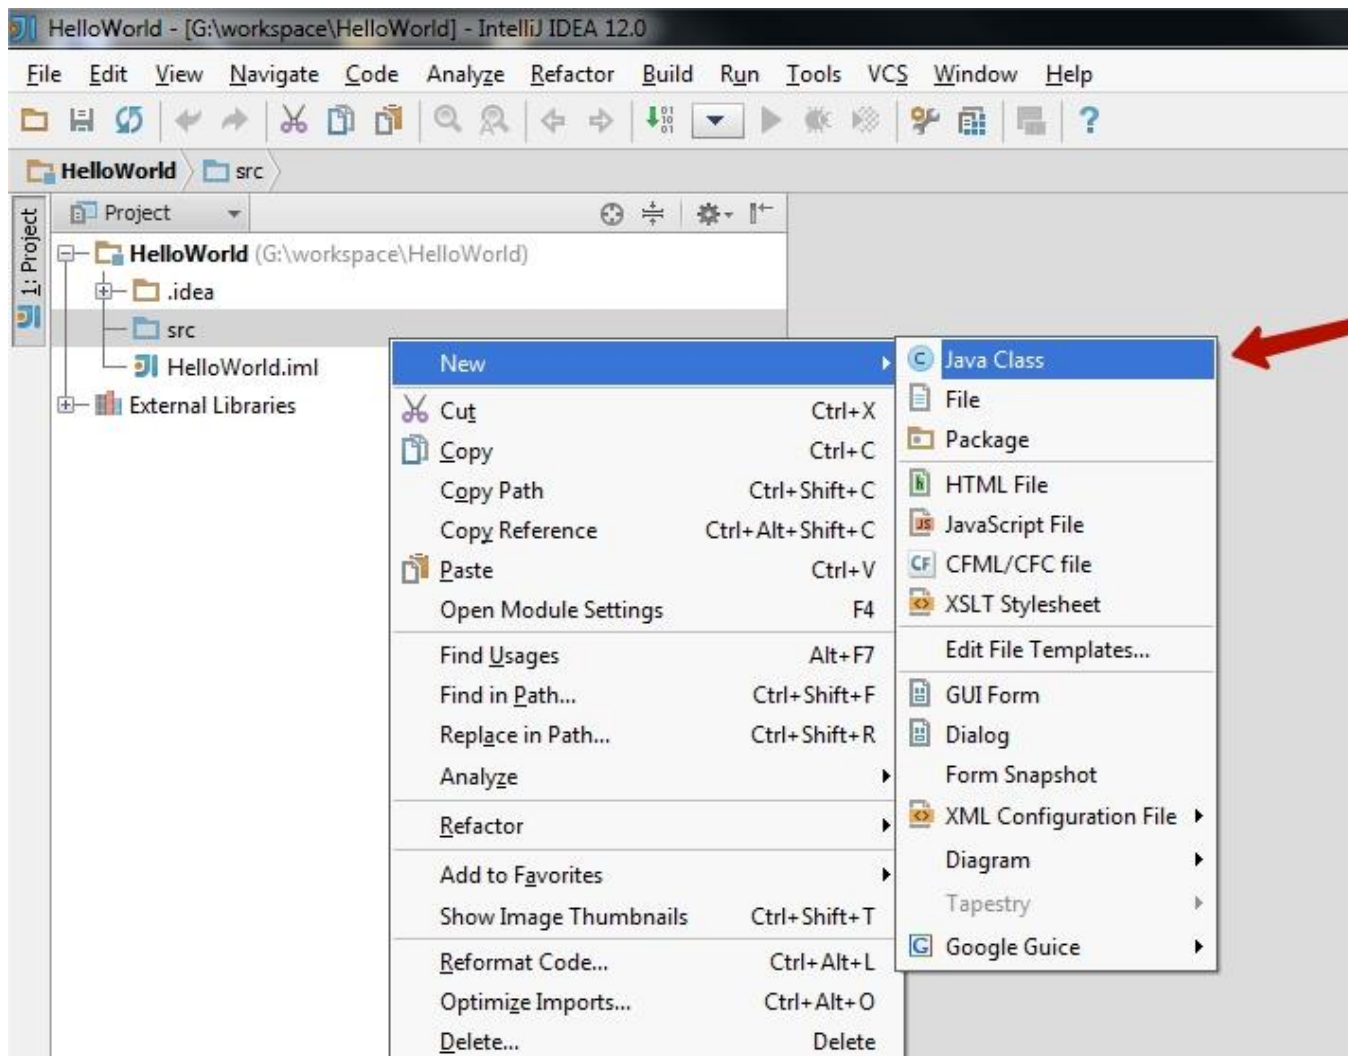 HelloWorld - [G:\workspace\HelloWorld] - IntelliJ IDEA 12.0
File Edit View Navigate Code Analyze Refactor Build Run Tools VCS Window Help
HelloWorld src
1: Project
Project
HelloWorld (G:\workspace\HelloWorld)
.idea
src
HelloWorld.iml
External Libraries
New
Cut Ctrl+X
Copy Ctrl+C
Copy Path Ctrl+Shift+C
Copy Reference Ctrl+Alt+Shift+C
Paste Ctrl+V
Open Module Settings F4
Find Usages Alt+F7
Find in Path... Ctrl+Shift+F
Replace in Path... Ctrl+Shift+R
Analyze
Refactor
Add to Favorites
Show Image Thumbnails Ctrl+Shift+T
Reformat Code... Ctrl+Alt+L
Optimize Imports... Ctrl+Alt+O
Delete... Delete
Java Class
File
Package
HTML File
JavaScript File
CFML/CFC file
XSLT Stylesheet
Edit File Templates...
GUI Form
Dialog
Form Snapshot
XML Configuration File
Diagram
Tapestry
Google Guice